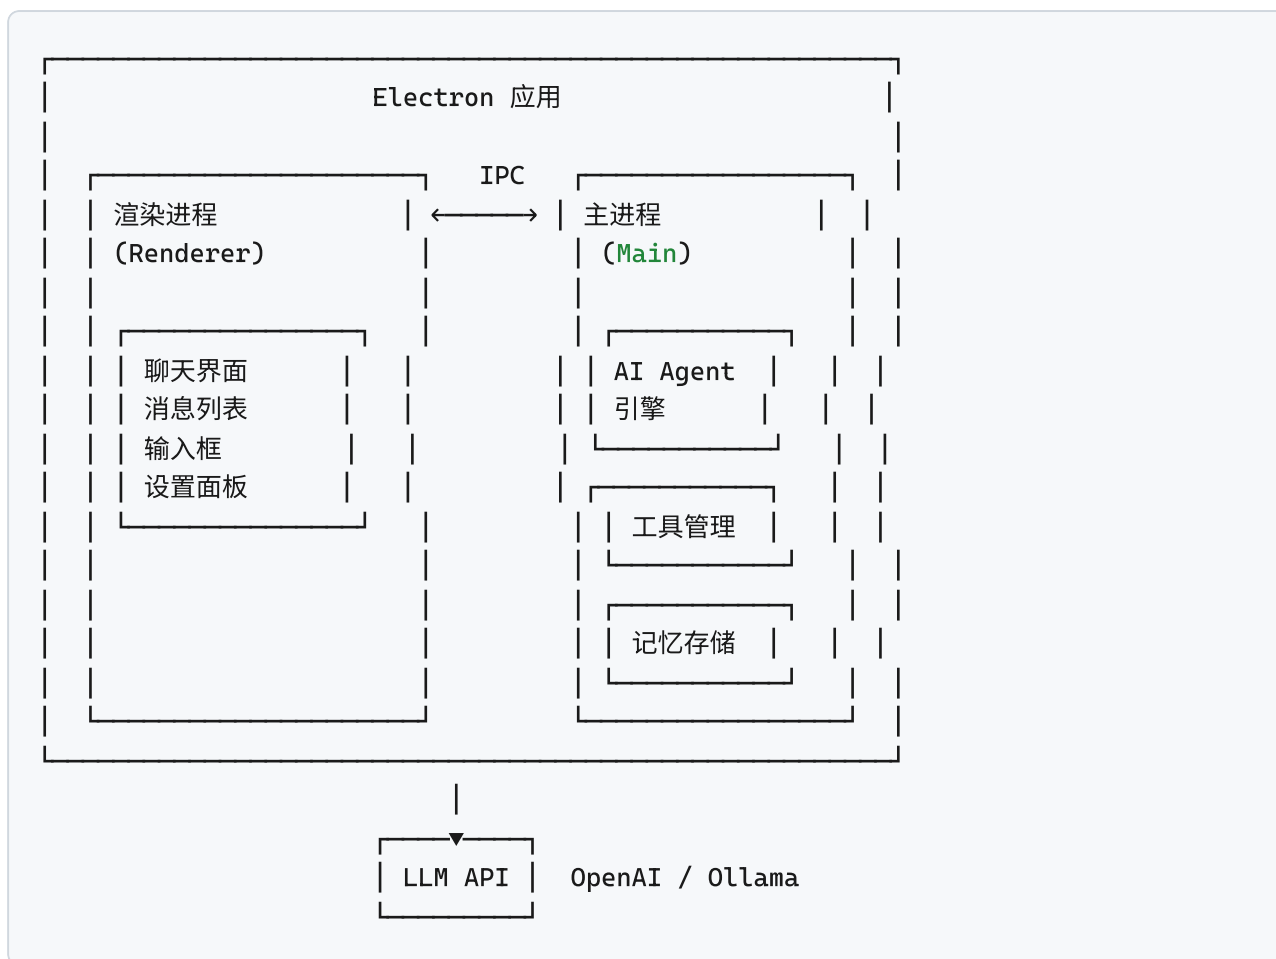 Electron 应用
IPC
渲染进程
(Renderer)
聊天界面
消息列表
输入框
设置面板
主进程
(Main)
AI Agent
引擎
工具管理
记忆存储
LLM API
OpenAI / Ollama